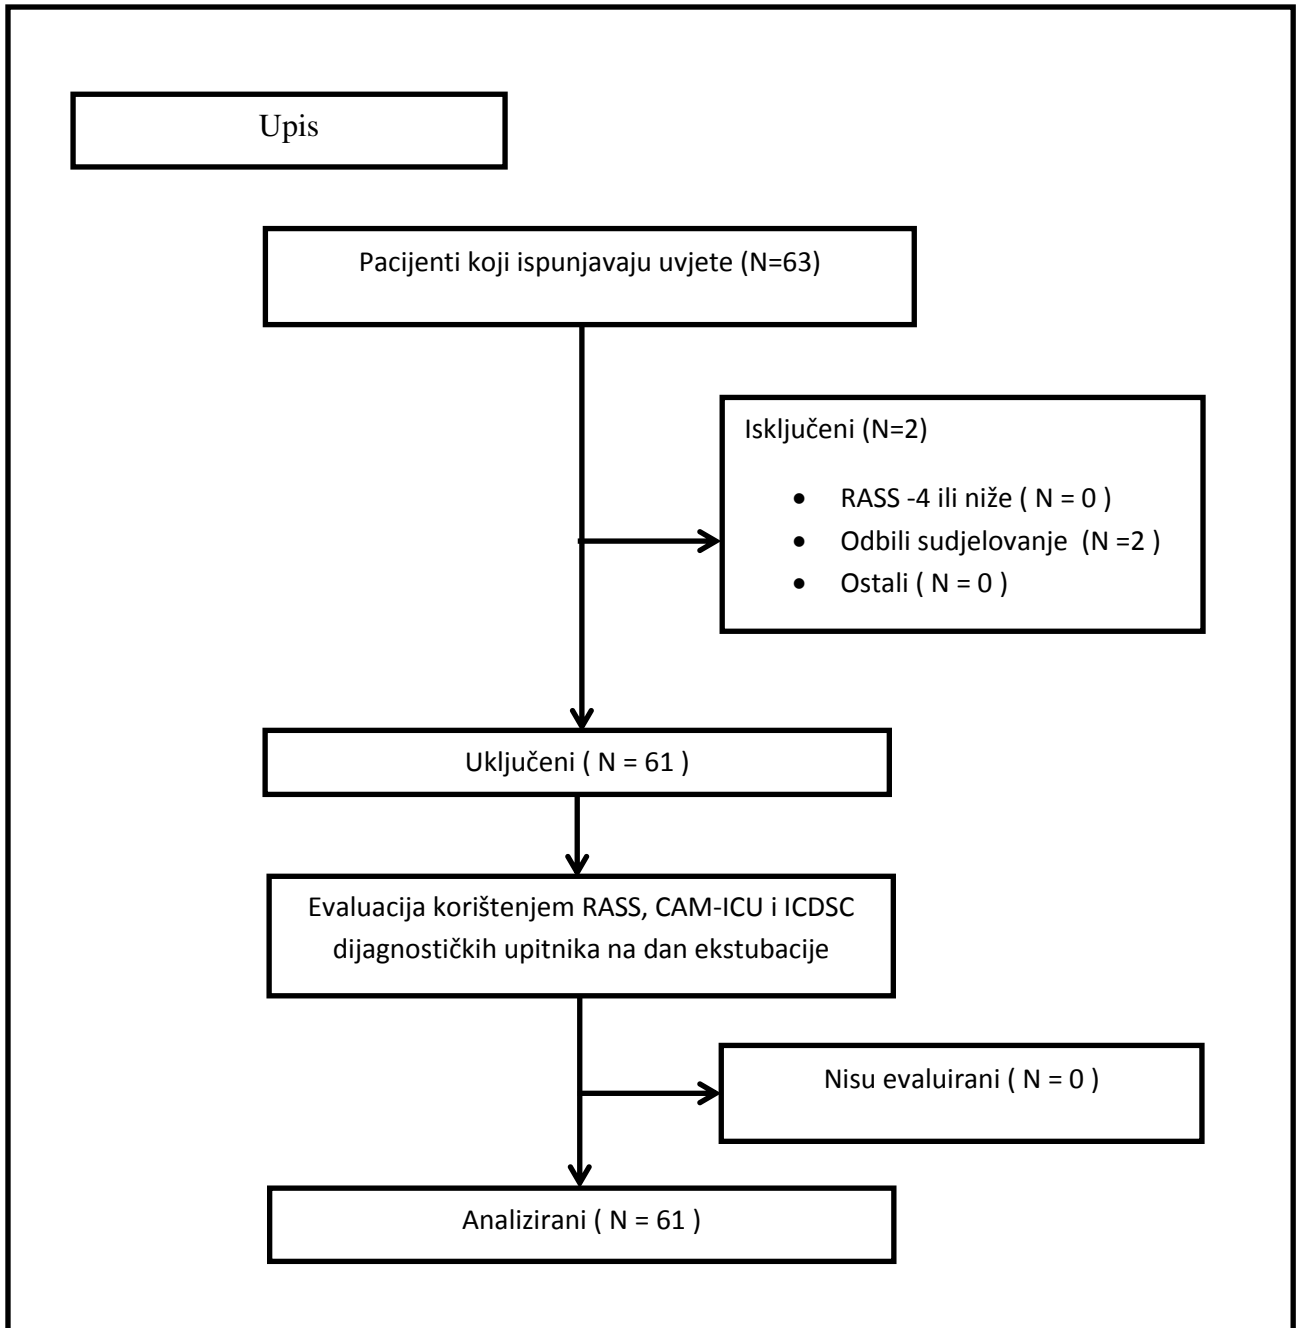 Upis
Pacijenti koji ispunjavaju uvjete (N=63)
Isključeni (N=2)
• RASS -4 ili niže ( N = 0 )
• Odbili sudjelovanje (N =2 )
• Ostali ( N = 0 )
Uključeni ( N = 61 )
Evaluacija korištenjem RASS, CAM-ICU i ICDSC
dijagnostičkih upitnika na dan ekstubacije
Nisu evaluirani ( N = 0 )
Analizirani ( N = 61 )